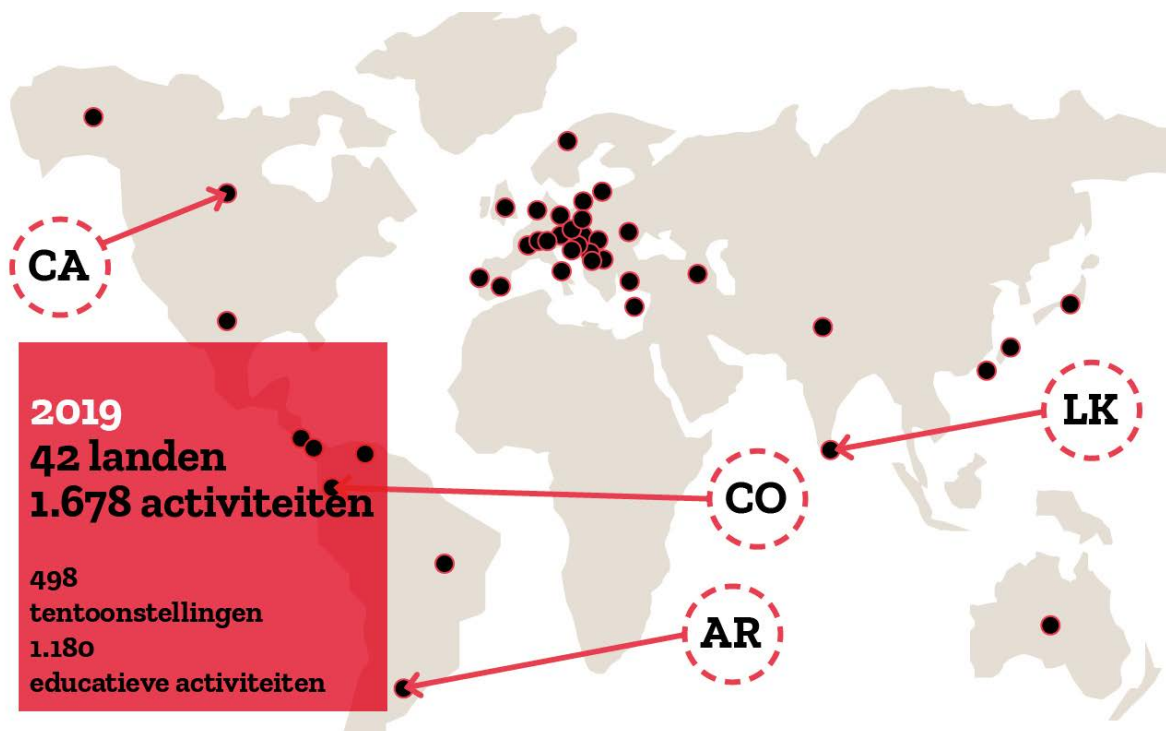 CA
2019
42 landen
1.678 activiteiten
498
tentoonstellingen
1.180
educatieve activiteiten
LK
CO
AR